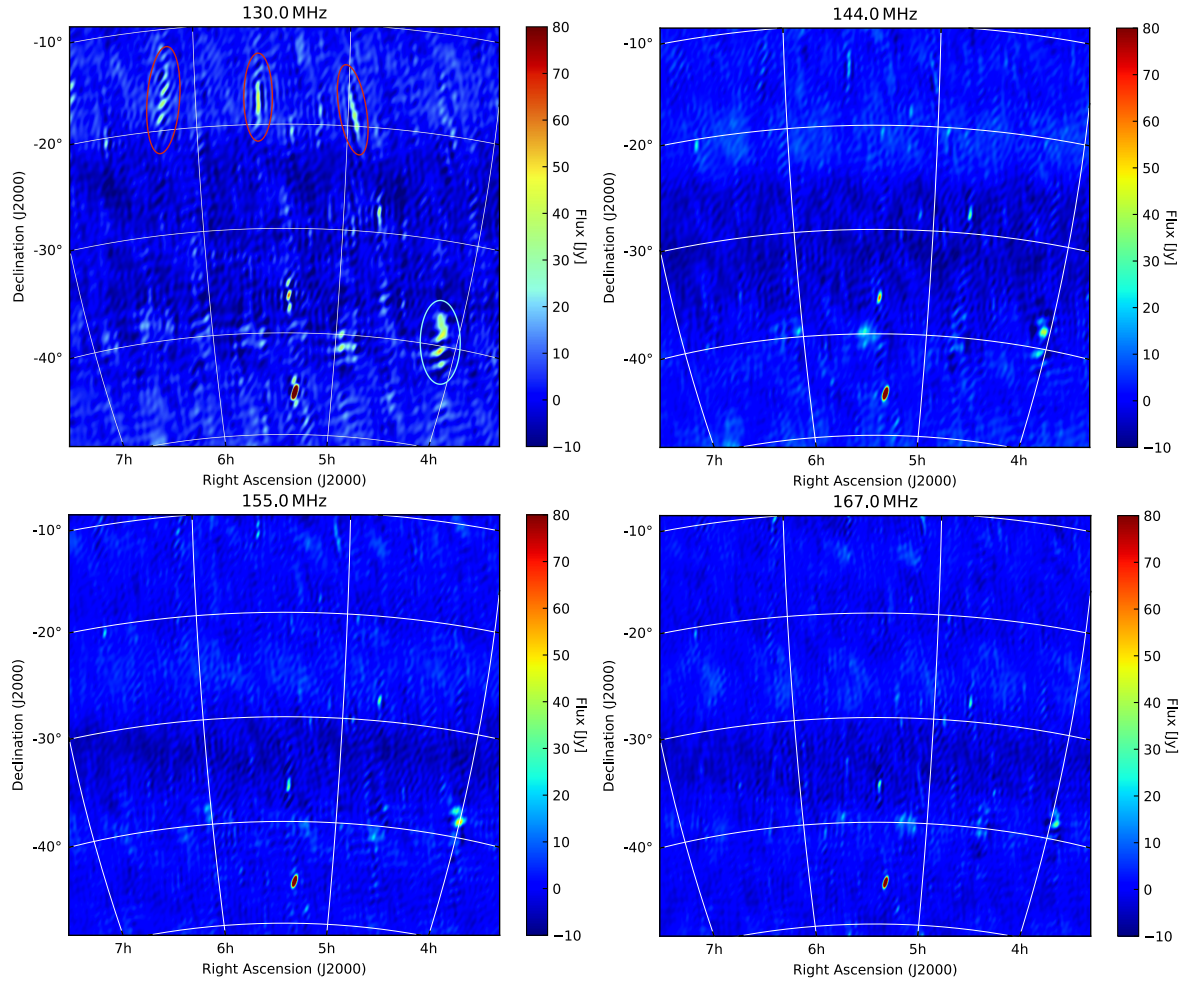 130.0 MHz
144.0 MHz
-10°
-20°
-30°
-40°
Declination (J2000)
7h
6h
5h
4h
Right Ascension (J2000)
80
70
60
50
40
30
20
10
0
−10
Flux [Jy]
-10°
-20°
-30°
-40°
Declination (J2000)
7h
6h
5h
4h
Right Ascension (J2000)
80
70
60
50
40
30
20
10
0
−10
Flux [Jy]
155.0 MHz
167.0 MHz
-10°
-20°
-30°
-40°
Declination (J2000)
7h
6h
5h
4h
Right Ascension (J2000)
80
70
60
50
40
30
20
10
0
−10
Flux [Jy]
-10°
-20°
-30°
-40°
Declination (J2000)
7h
6h
5h
4h
Right Ascension (J2000)
80
70
60
50
40
30
20
10
0
−10
Flux [Jy]